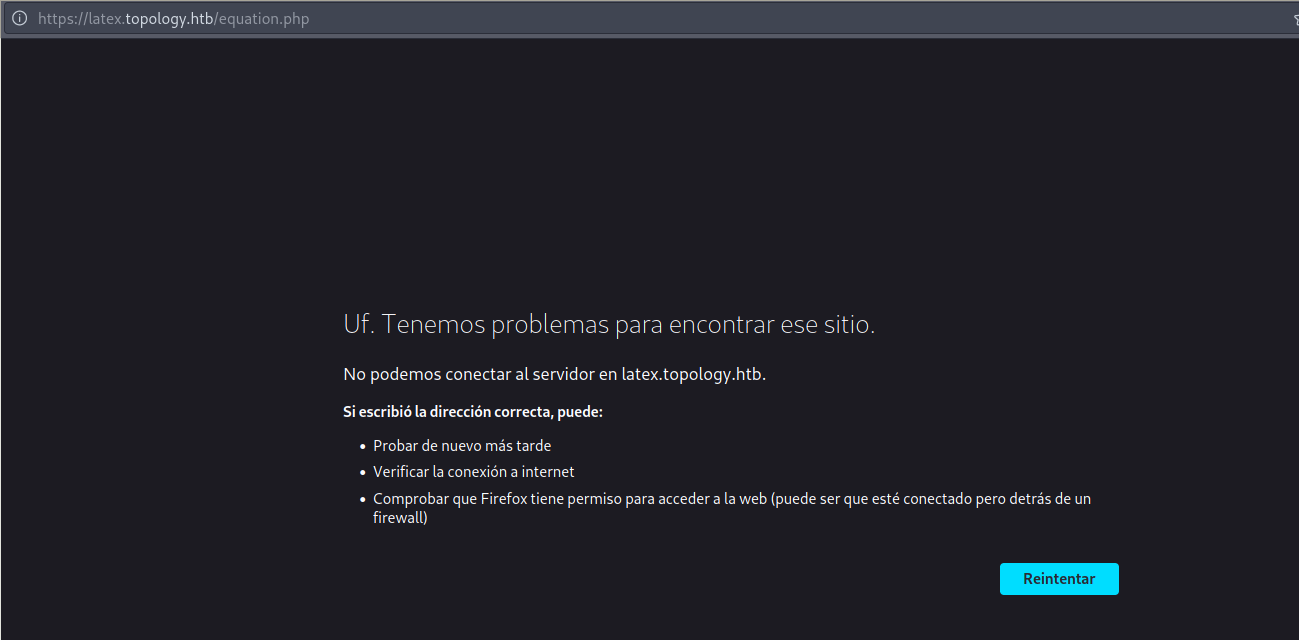 https://latex.topology.htb/equation.php
Uf. Tenemos problemas para encontrar ese sitio.
No podemos conectar al servidor en latex.topology.htb.
Si escribió la dirección correcta, puede:
• Probar de nuevo más tarde
• Verificar la conexión a internet
• Comprobar que Firefox tiene permiso para acceder a la web (puede ser que esté conectado pero detrás de un
firewall)
Reintentar